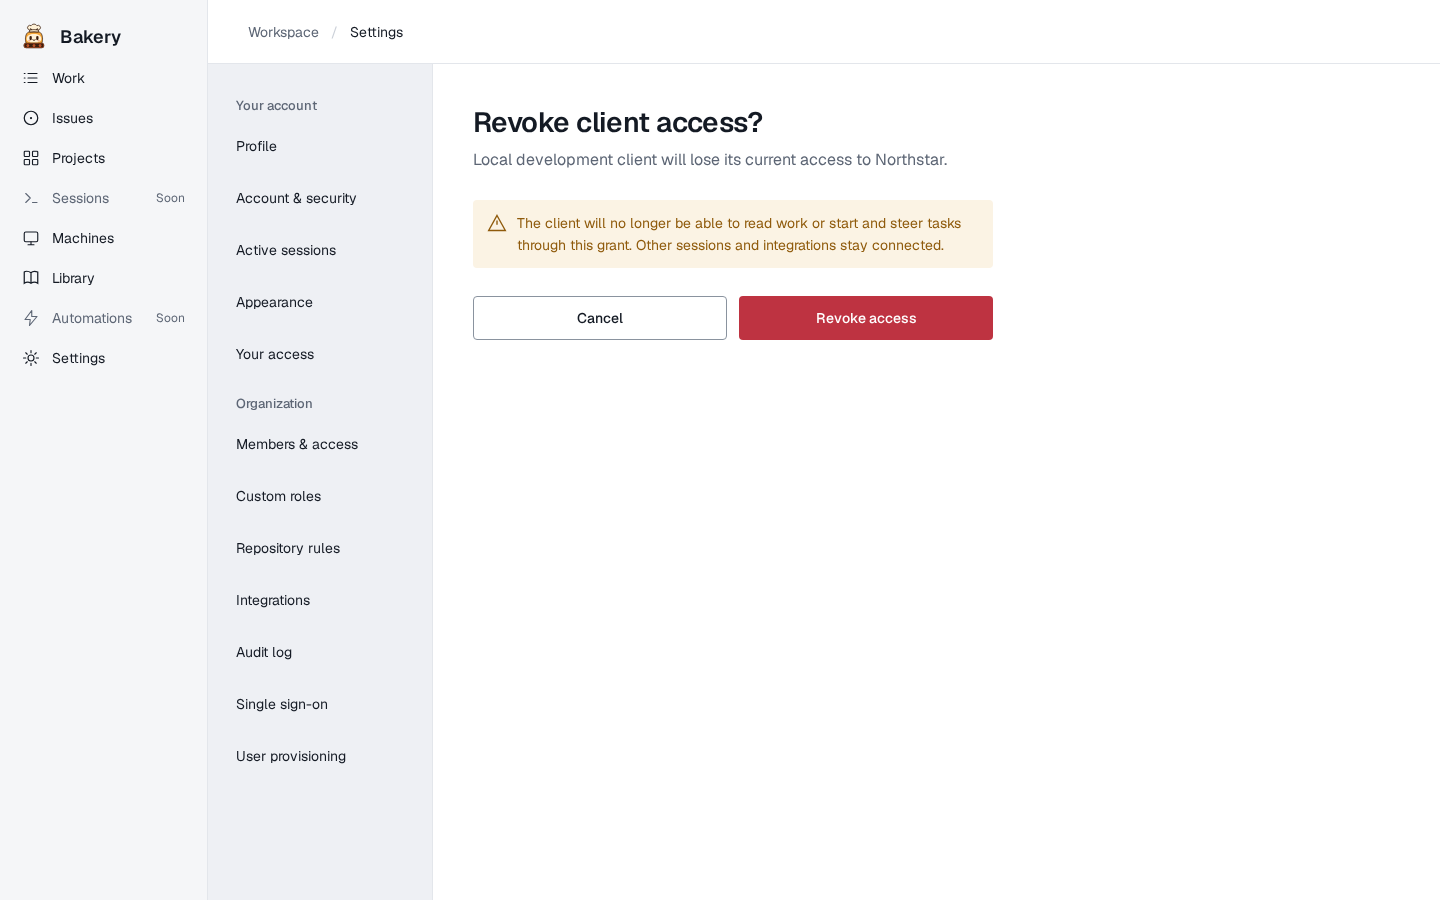 Bakery
Work
Issues
Projects
Sessions Soon
Machines
Library
Automations Soon
Settings
Workspace / Settings
Your account
Profile
Account & security
Active sessions
Appearance
Your access
Organization
Members & access
Custom roles
Repository rules
Integrations
Audit log
Single sign-on
User provisioning
Revoke client access?
Local development client will lose its current access to Northstar.
The client will no longer be able to read work or start and steer tasks
through this grant. Other sessions and integrations stay connected.
Cancel
Revoke access